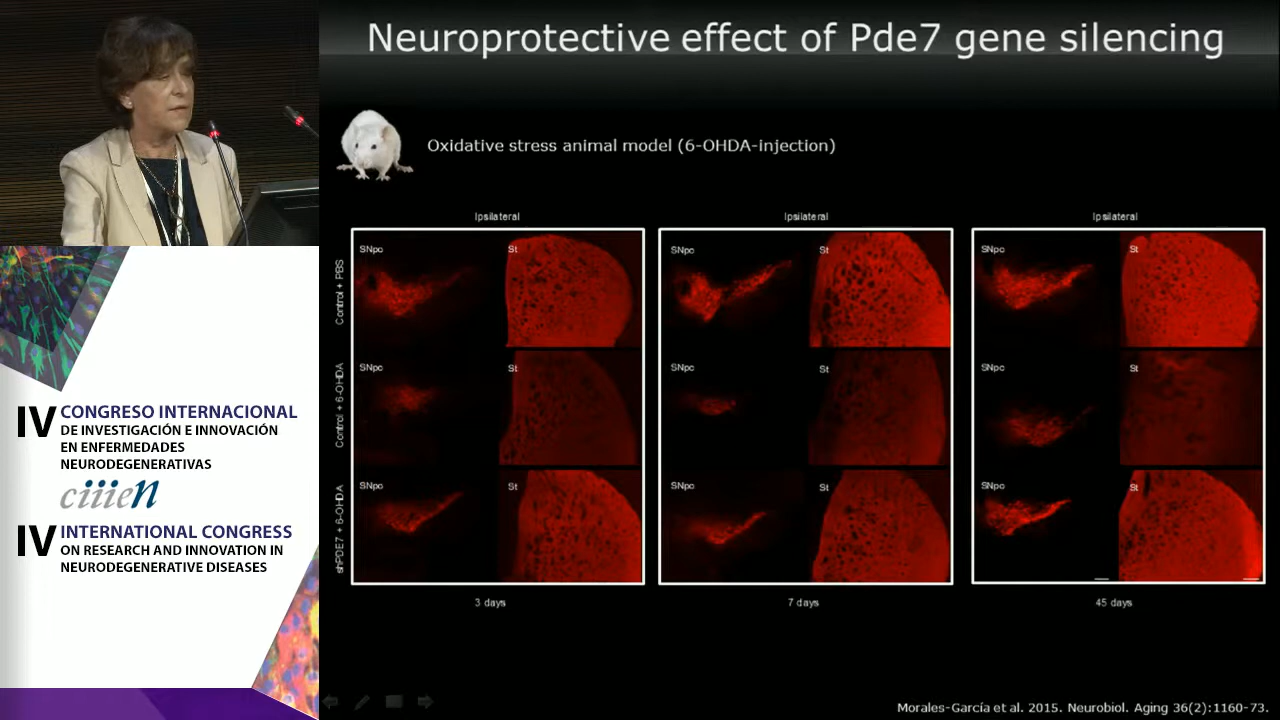 Neuroprotective effect of Pde7 gene silencing
Oxidative stress animal model (6-OHDA-injection)
Ipsilateral
Ipsilateral
Ipsilateral
Control + PBS
SNpc
St
SNpc
St
SNpc
St
Control + 6-OHDA
SNpc
St
SNpc
St
SNpc
St
shPDE7 + 6-OHDA
SNpc
St
SNpc
St
SNpc
St
3 days
7 days
45 days
Morales-García et al. 2015. Neurobiol. Aging 36(2):1160-73.
IV CONGRESO INTERNACIONAL
DE INVESTIGACIÓN E INNOVACIÓN
EN ENFERMEDADES
NEURODEGENERATIVAS
ciiien
IV INTERNATIONAL CONGRESS
ON RESEARCH AND INNOVATION IN
NEURODEGENERATIVE DISEASES